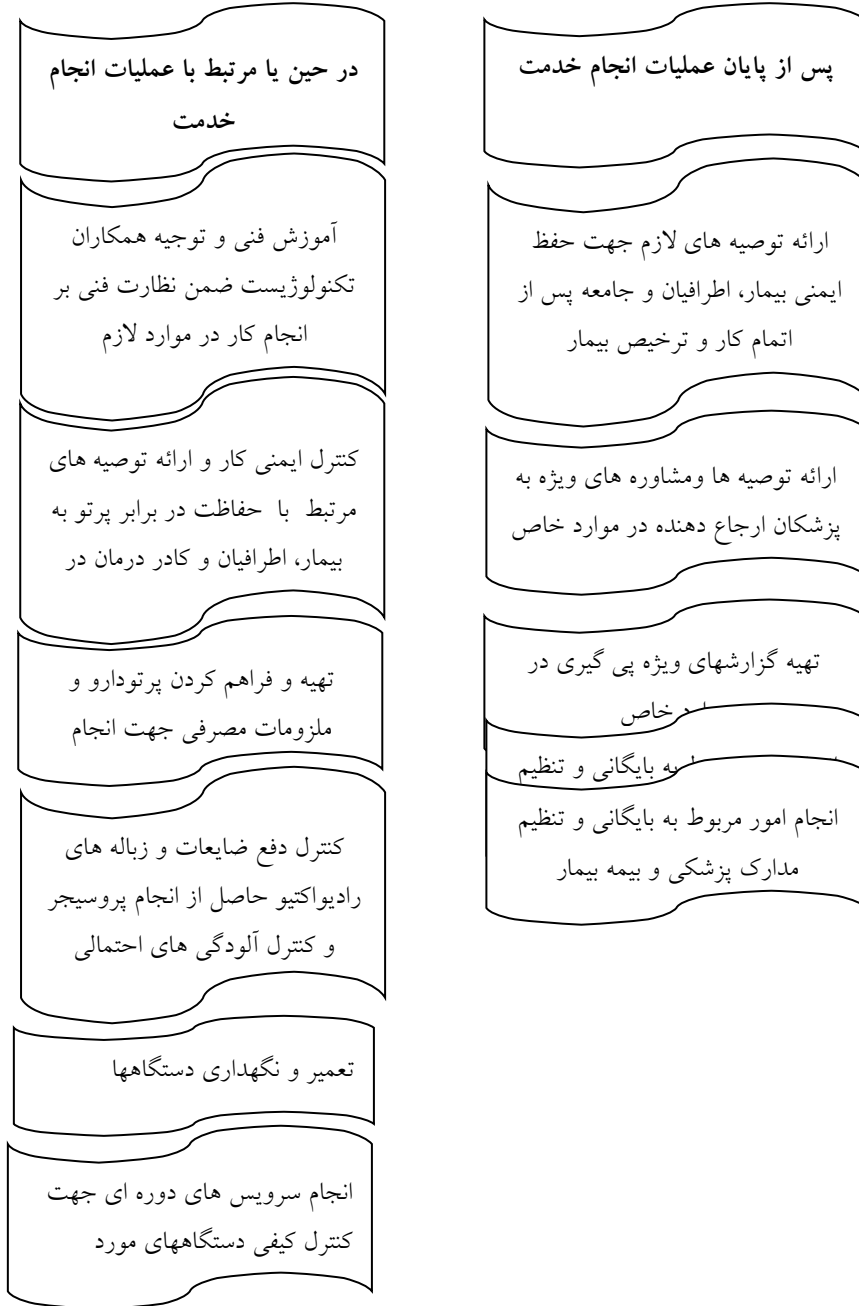 پس از پایان عملیات انجام خدمت
ارائه توصیه های لازم جهت حفظ
ایمنی بیمار، اطرافیان و جامعه پس از
اتمام کار و ترخیص بیمار
ارائه توصیه ها ومشاوره های ویژه به
پزشکان ارجاع دهنده در موارد خاص
تهیه گزارشهای ویژه پی گیری در
خاص
به بایگانی و تنظیم
انجام امور مربوط به بایگانی و تنظیم
مدارک پزشکی و بیمه بیمار
در حین یا مرتبط با عملیات انجام
خدمت
آموزش فنی و توجیه همکاران
تکنولوژیست ضمن نظارت فنی بر
انجام کار در موارد لازم
کنترل ایمنی کار و ارائه توصیه های
مرتبط با حفاظت در برابر پرتو به
بیمار، اطرافیان و کادر درمان در
تهیه و فراهم کردن پرتودارو و
ملزومات مصرفی جهت انجام
کنترل دفع ضایعات و زباله های
رادیواکتیو حاصل از انجام پروسیجر
و کنترل آلودگی های احتمالی
تعمیر و نگهداری دستگاهها
انجام سرویس های دوره ای جهت
کنترل کیفی دستگاههای مورد